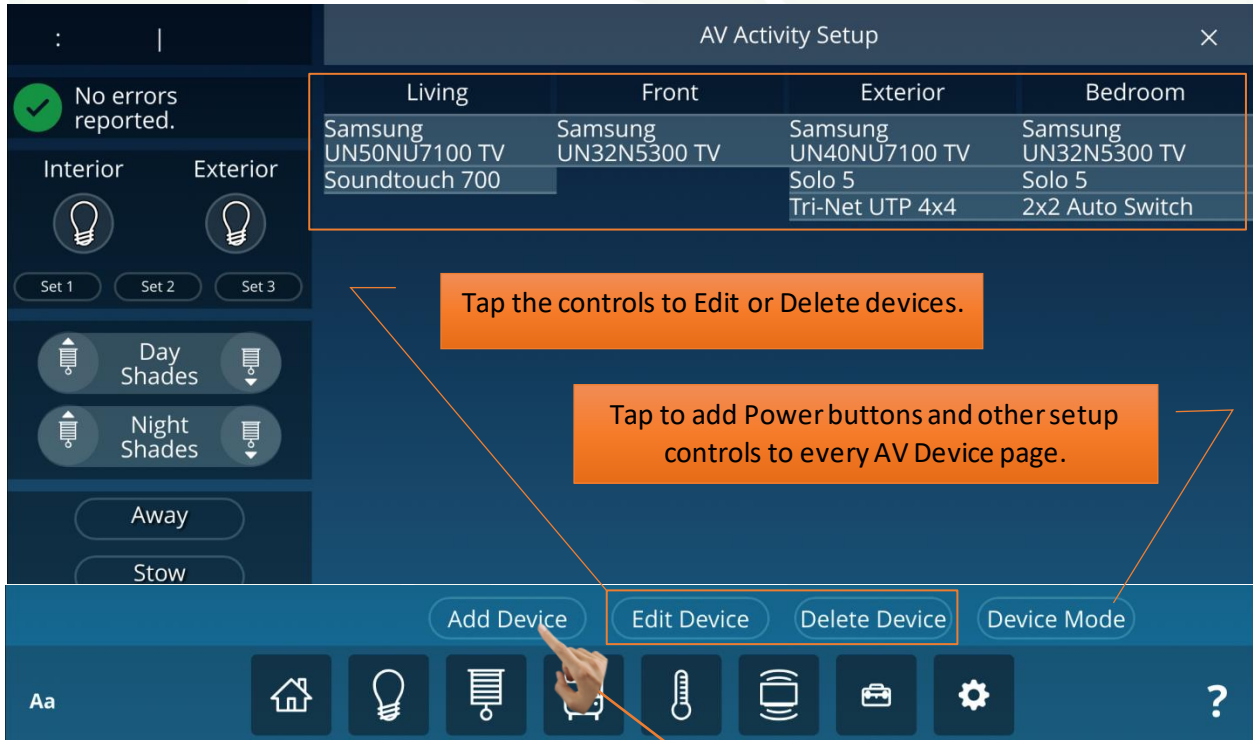 : |
AV Activity Setup
×
No errors
reported.
Interior Exterior
Set 1 Set 2 Set 3
Day
Shades
Night
Shades
Away
Stow
Living Front Exterior Bedroom
Samsung Samsung Samsung Samsung
UN50NU7100 TV UN32N5300 TV UN40NU7100 TV UN32N5300 TV
Soundtouch 700 Solo 5 Solo 5
Tri-Net UTP 4x4 2x2 Auto Switch
Tap the controls to Edit or Delete devices.
Tap to add Power buttons and other setup
controls to every AV Device page.
Add Device Edit Device Delete Device Device Mode
Aa ?